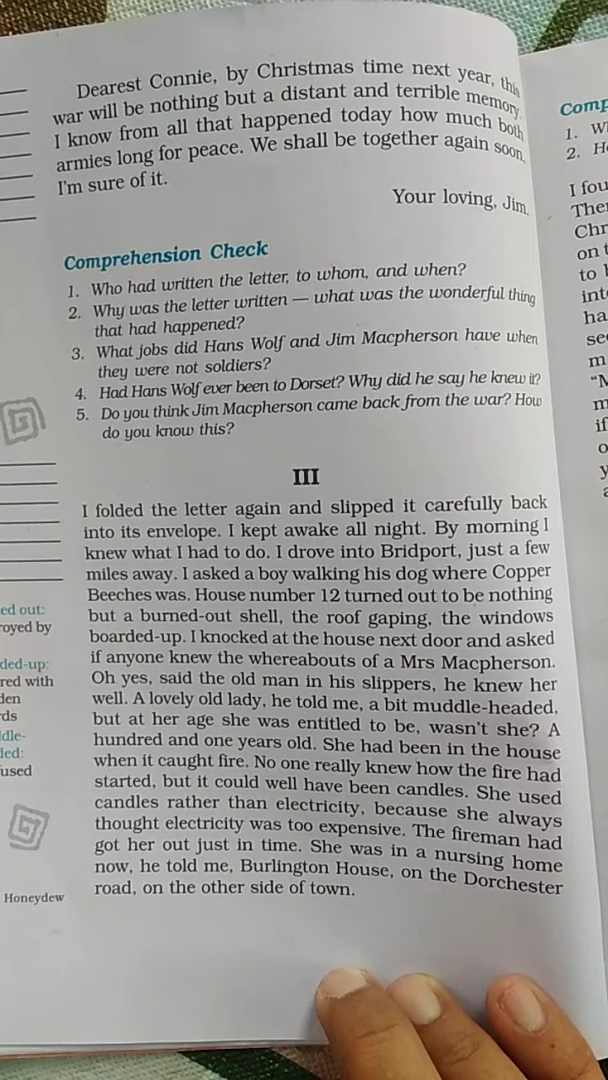 Dearest Connie, by Christmas time next year, this
war will be nothing but a distant and terrible memory.
I know from all that happened today how much both
armies long for peace. We shall be together again soon,
I'm sure of it.
Your loving, Jim.
Comprehension Check
1. Who had written the letter, to whom, and when?
2. Why was the letter written — what was the wonderful thing
that had happened?
3. What jobs did Hans Wolf and Jim Macpherson have when
they were not soldiers?
4. Had Hans Wolf ever been to Dorset? Why did he say he knew it?
5. Do you think Jim Macpherson came back from the war? How
do you know this?
III
I folded the letter again and slipped it carefully back
into its envelope. I kept awake all night. By morning I
knew what I had to do. I drove into Bridport, just a few
miles away. I asked a boy walking his dog where Copper
Beeches was. House number 12 turned out to be nothing
but a burned-out shell, the roof gaping, the windows
boarded-up. I knocked at the house next door and asked
if anyone knew the whereabouts of a Mrs Macpherson.
Oh yes, said the old man in his slippers, he knew her
well. A lovely old lady, he told me, a bit muddle-headed,
but at her age she was entitled to be, wasn't she? A
hundred and one years old. She had been in the house
when it caught fire. No one really knew how the fire had
started, but it could well have been candles. She used
candles rather than electricity, because she always
thought electricity was too expensive. The fireman had
got her out just in time. She was in a nursing home
now, he told me, Burlington House, on the Dorchester
road, on the other side of town.
ed out:
royed by
ded-up:
red with
den
rds
ddle-
ded:
used
Honeydew
Comp
1. W
2. H
I fou
Ther
Chr
on t
to
int
ha
se
m
"M
m
if
o
y
a